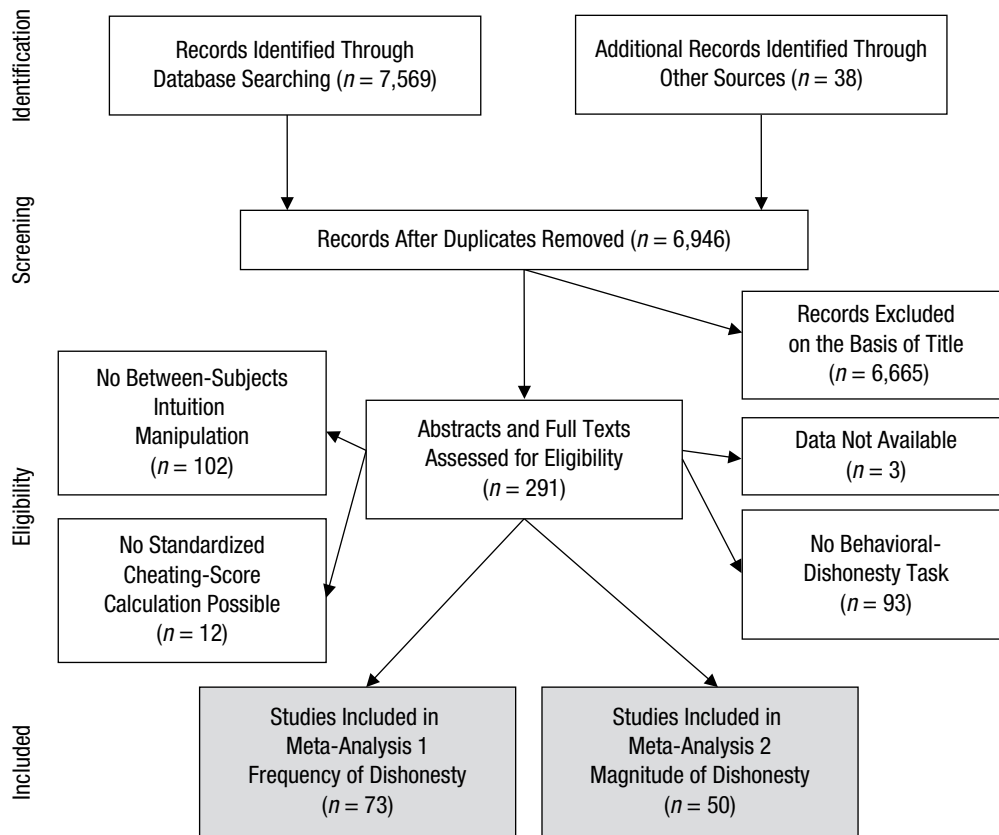 Identification
Records Identified Through
Database Searching (n = 7,569)
Additional Records Identified Through
Other Sources (n = 38)
Screening
Records After Duplicates Removed (n = 6,946)
Records Excluded
on the Basis of Title
(n = 6,665)
Eligibility
No Between-Subjects
Intuition
Manipulation
(n = 102)
Abstracts and Full Texts
Assessed for Eligibility
(n = 291)
Data Not Available
(n = 3)
No Standardized
Cheating-Score
Calculation Possible
(n = 12)
No Behavioral-
Dishonesty Task
(n = 93)
Included
Studies Included in
Meta-Analysis 1
Frequency of Dishonesty
(n = 73)
Studies Included in
Meta-Analysis 2
Magnitude of Dishonesty
(n = 50)